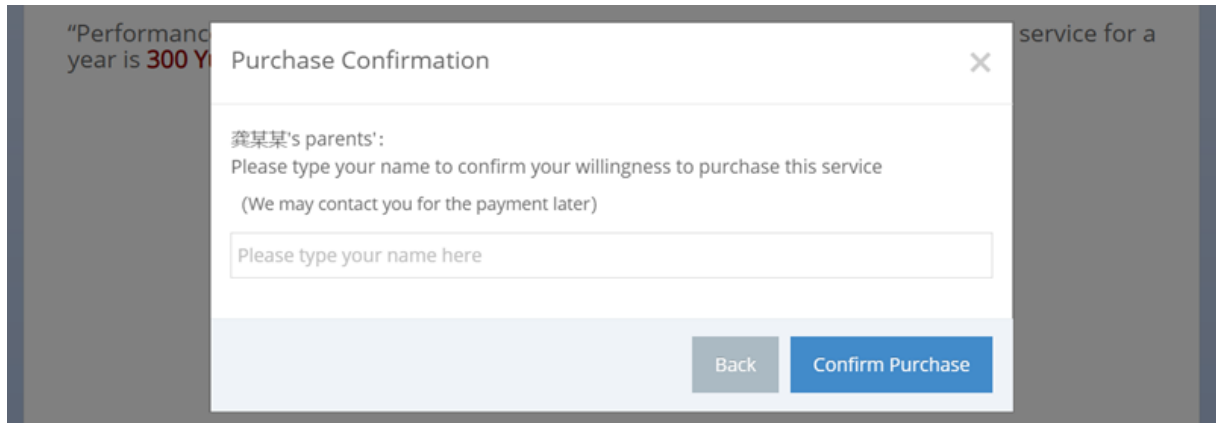 “Performanc
service for a
year is 300 Y
Purchase Confirmation
龚某某's parents':
Please type your name to confirm your willingness to purchase this service
(We may contact you for the payment later)
Please type your name here
Back
Confirm Purchase